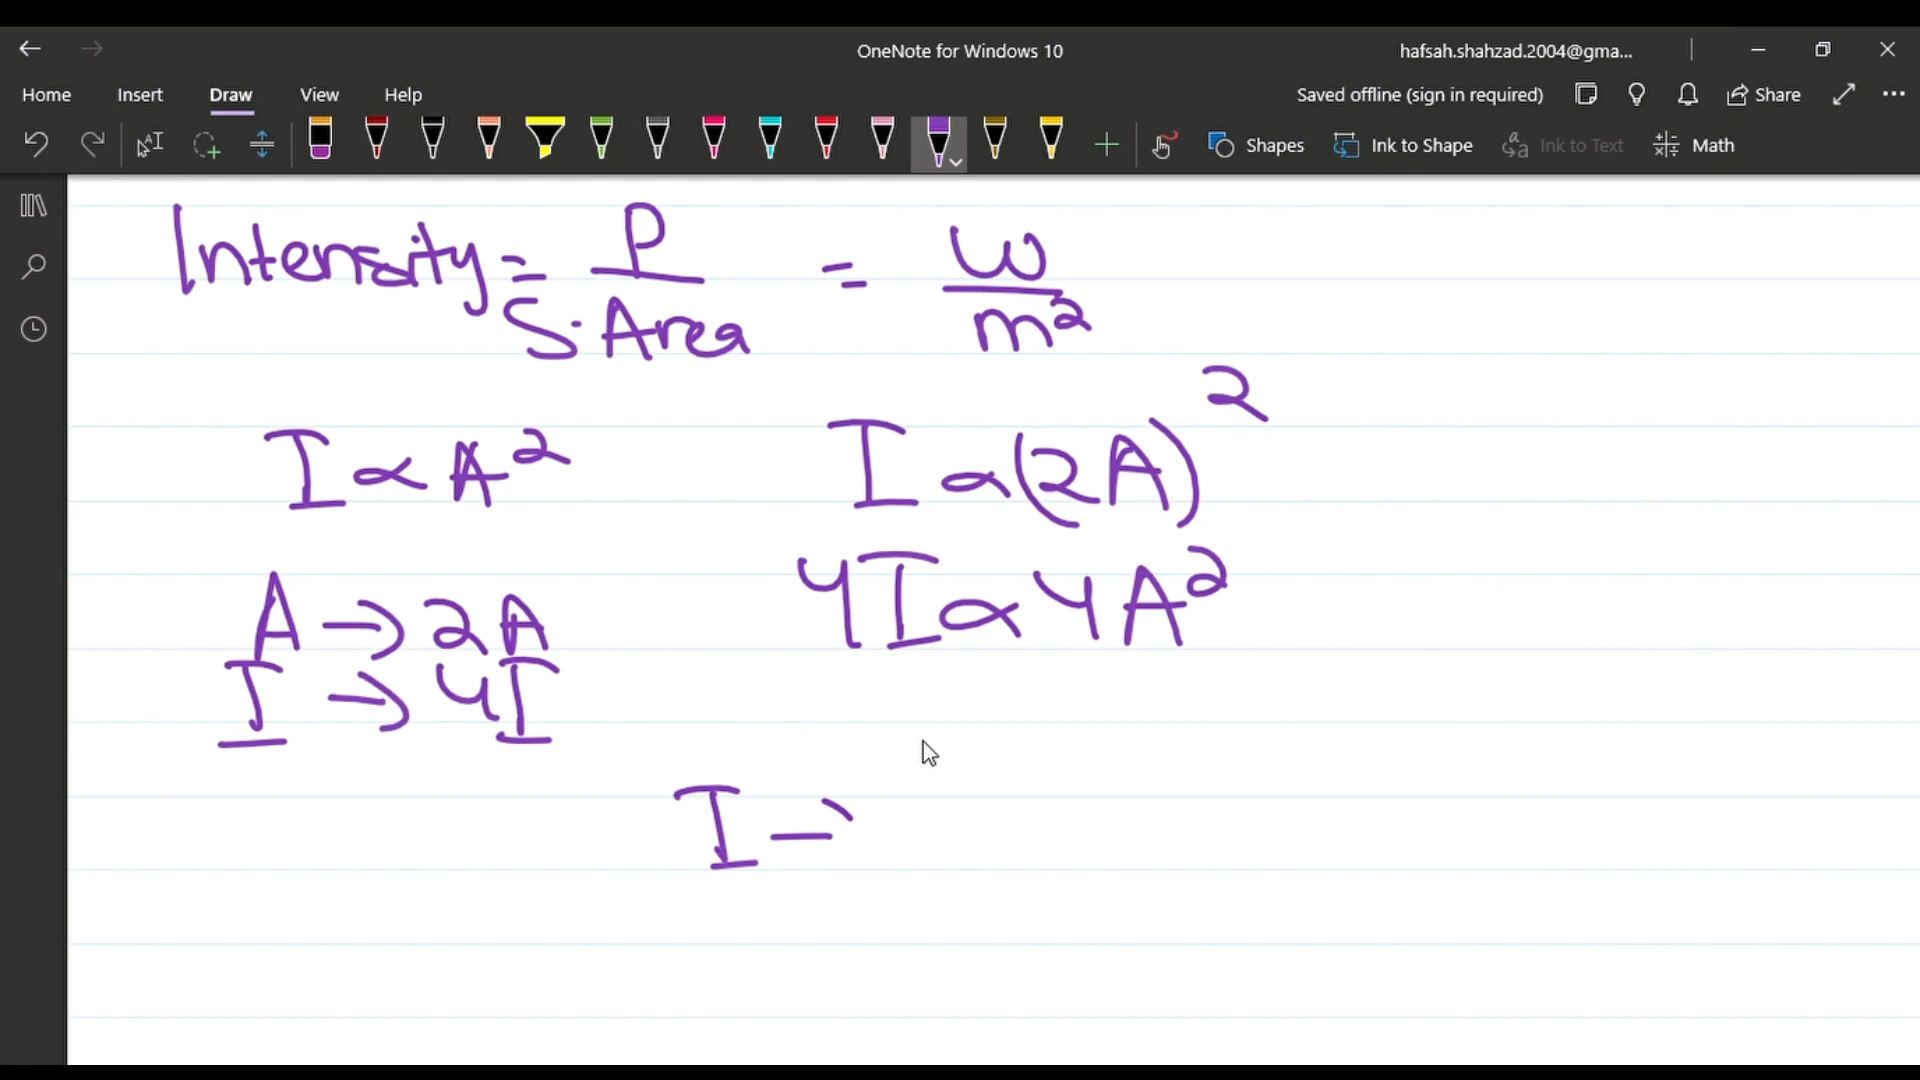 OneNote for Windows 10
hafsah.shahzad.2004@gma...
Home Insert Draw View Help
Saved offline (sign in required) Share
Shapes Ink to Shape Ink to Text Math
Intensity = P / S. Area = W / m²
I ∝ A² I ∝ (2A)²
A → 2A 4I ∝ 4A²
I → 4I
I →